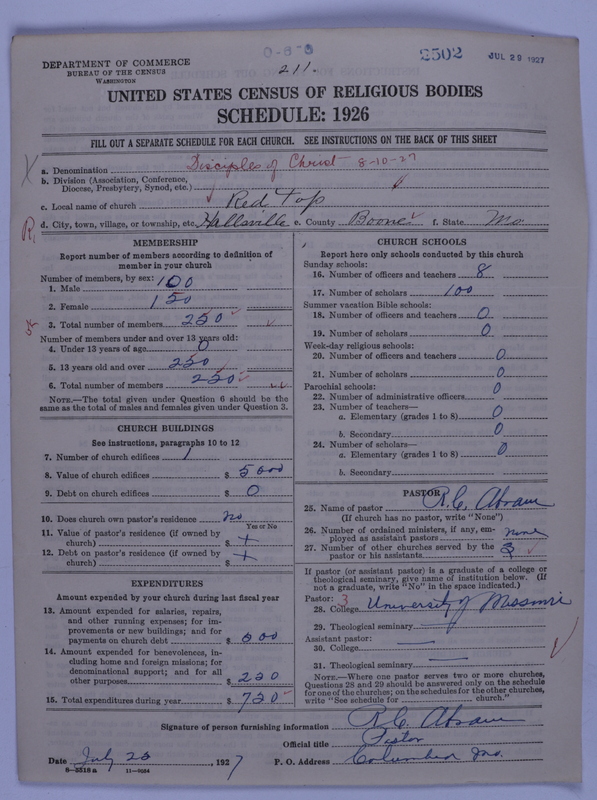 0-8-8
2502
JUL 29 1927
DEPARTMENT OF COMMERCE
BUREAU OF THE CENSUS
WASHINGTON
211.
UNITED STATES CENSUS OF RELIGIOUS BODIES
SCHEDULE: 1926
FILL OUT A SEPARATE SCHEDULE FOR EACH CHURCH. SEE INSTRUCTIONS ON THE BACK OF THIS SHEET
a. Denomination Disciples of Christ 8-10-27
b. Division (Association, Conference, Diocese, Presbytery, Synod, etc.)
c. Local name of church Red Top
d. City, town, village, or township, etc. Hallsville e. County Boone f. State Mo.
MEMBERSHIP
Report number of members according to definition of member in your church
Number of members, by sex:
1. Male 100
2. Female 150
3. Total number of members 250
Number of members under and over 13 years old:
4. Under 13 years of age 0
5. 13 years old and over 250
6. Total number of members 250
NOTE.—The total given under Question 6 should be the same as the total of males and females given under Question 3.
CHURCH BUILDINGS
See instructions, paragraphs 10 to 12
7. Number of church edifices 1
8. Value of church edifices $ 5000
9. Debt on church edifices $ 0
10. Does church own pastor's residence no
Yes or No
11. Value of pastor's residence (if owned by church) $ +
12. Debt on pastor's residence (if owned by church) $ +
EXPENDITURES
Amount expended by your church during last fiscal year
13. Amount expended for salaries, repairs, and other running expenses; for improvements or new buildings; and for payments on church debt $ 500
14. Amount expended for benevolences, including home and foreign missions; for denominational support; and for all other purposes $ 230
15. Total expenditures during year $ 730
CHURCH SCHOOLS
Report here only schools conducted by this church
Sunday schools:
16. Number of officers and teachers 8
17. Number of scholars 100
Summer vacation Bible schools:
18. Number of officers and teachers 0
19. Number of scholars 0
Week-day religious schools:
20. Number of officers and teachers 0
21. Number of scholars 0
Parochial schools:
22. Number of administrative officers 0
23. Number of teachers—
a. Elementary (grades 1 to 8) 0
b. Secondary 0
24. Number of scholars—
a. Elementary (grades 1 to 8) 0
b. Secondary
PASTOR
25. Name of pastor R. C. Abram
(If church has no pastor, write "None")
26. Number of ordained ministers, if any, employed as assistant pastors none
27. Number of other churches served by the pastor or his assistants 3
If pastor (or assistant pastor) is a graduate of a college or theological seminary, give name of institution below. (If not a graduate, write "No" in the space indicated.)
Pastor: 3
28. College University of Missouri
29. Theological seminary
Assistant pastor:
30. College
31. Theological seminary
NOTE.—Where one pastor serves two or more churches, Questions 28 and 29 should be answered only on the schedule for one of the churches; on the schedules for the other churches, write "See schedule for church."
Signature of person furnishing information R. C. Abram
Official title Pastor
Date July 25, 1927 P. O. Address Columbia Mo.
8-5318 a 11-9084